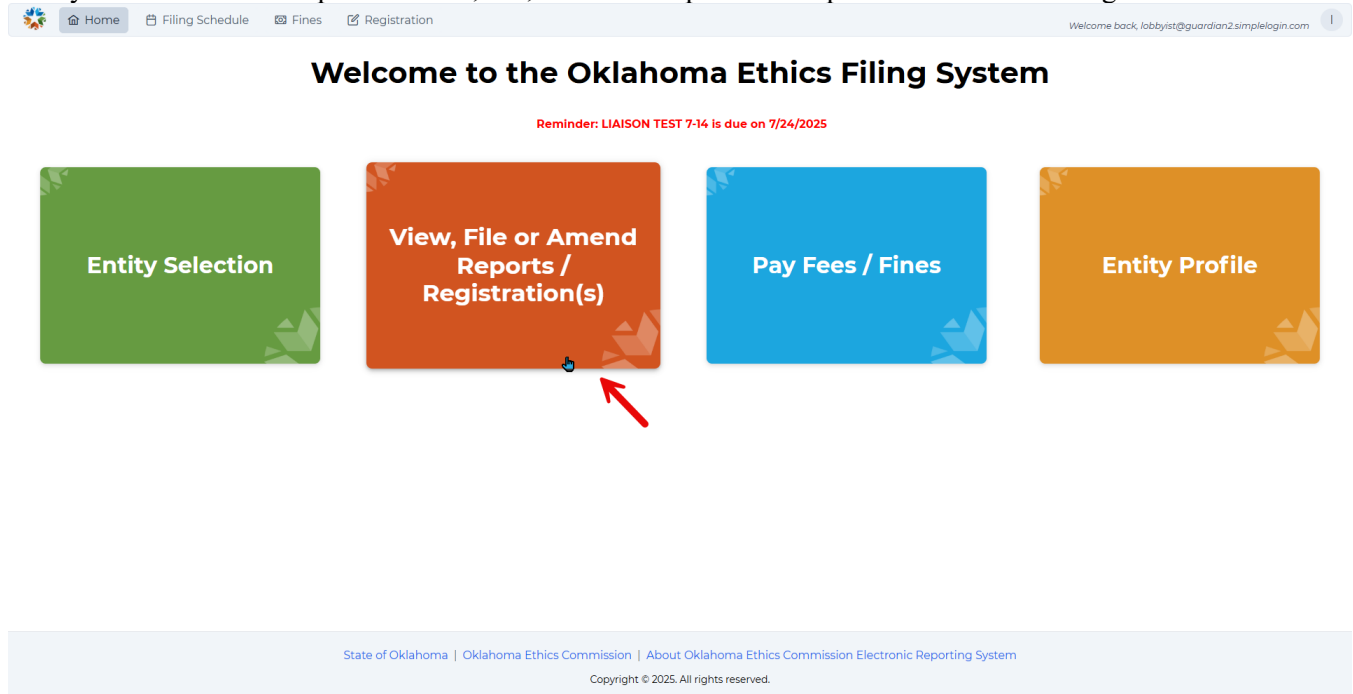 Home Filing Schedule Fines Registration
Welcome back, lobbyist@guardian2.simplelogin.com I
Welcome to the Oklahoma Ethics Filing System
Reminder: LIAISON TEST 7-14 is due on 7/24/2025
Entity Selection
View, File or Amend
Reports /
Registration(s)
Pay Fees / Fines
Entity Profile
State of Oklahoma | Oklahoma Ethics Commission | About Oklahoma Ethics Commission Electronic Reporting System
Copyright © 2025. All rights reserved.